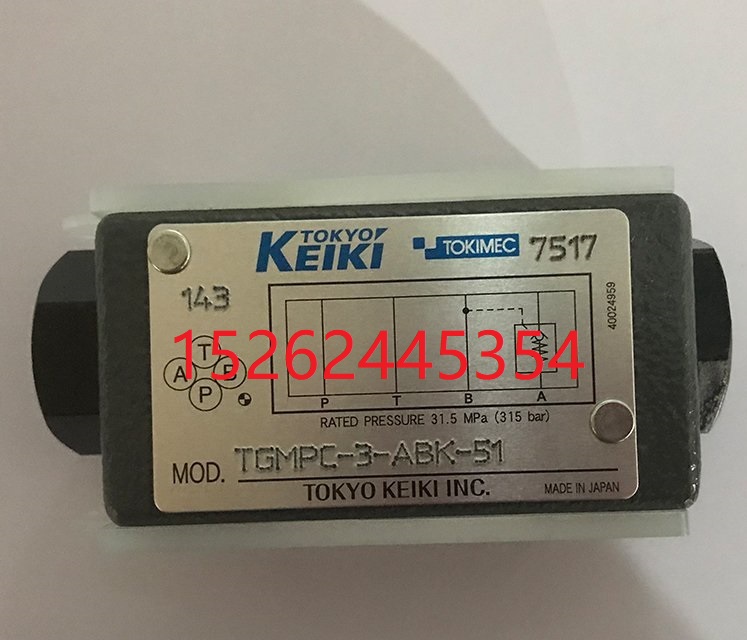 TOKYO KEIKI TOKIMEC 7517
143
40024959
15262445354
T
A B
P
P T B A
RATED PRESSURE 31.5 MPa (315 bar)
MOD. TGMPC-3-ABK-51
TOKYO KEIKI INC. MADE IN JAPAN